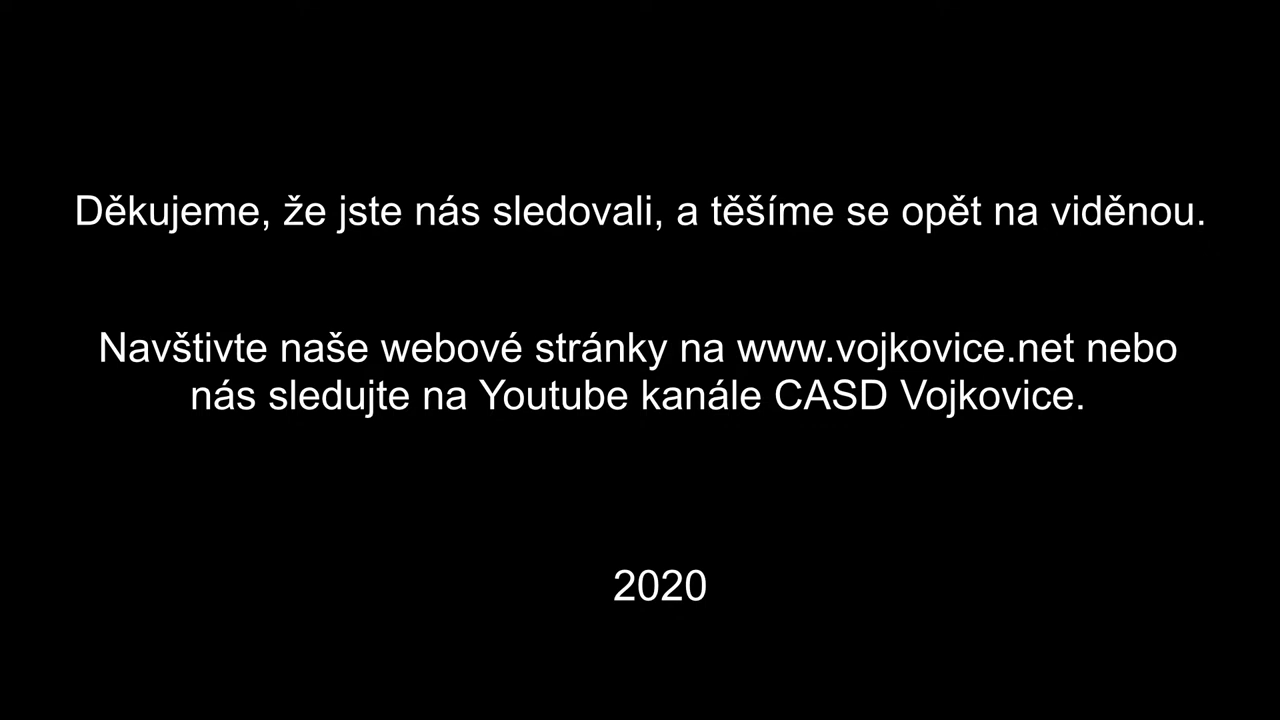 Děkujeme, že jste nás sledovali, a těšíme se opět na viděnou.
Navštivte naše webové stránky na www.vojkovice.net nebo
nás sledujte na Youtube kanále CASD Vojkovice.
2020